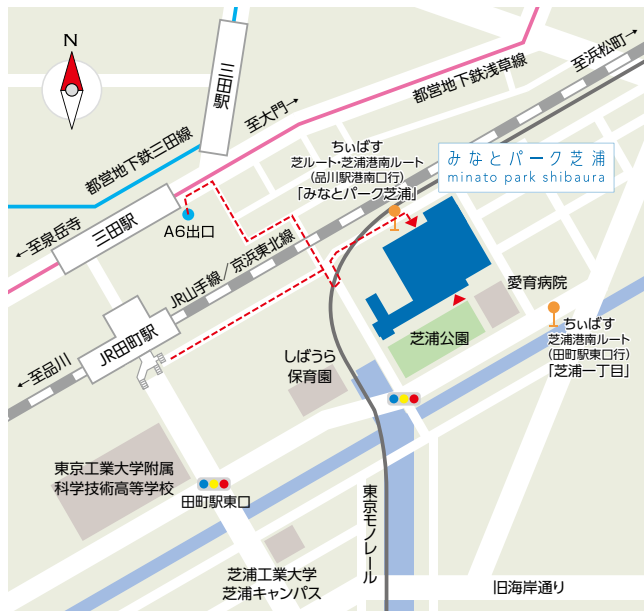 N
三田駅
至大門→
都営地下鉄浅草線
至浜松町→
都営地下鉄三田線
ちぃばす
芝ルート・芝浦港南ルート
(品川駅港南口行)
「みなとパーク芝浦」
みなとパーク芝浦
minato park shibaura
←至泉岳寺
三田駅
A6出口
JR山手線/京浜東北線
愛育病院
←至品川
JR田町駅
しばうら
保育園
芝浦公園
ちぃばす
芝浦港南ルート
(田町駅東口行)
「芝浦一丁目」
東京工業大学附属
科学技術高等学校
田町駅東口
東京モノレール
芝浦工業大学
芝浦キャンパス
旧海岸通り